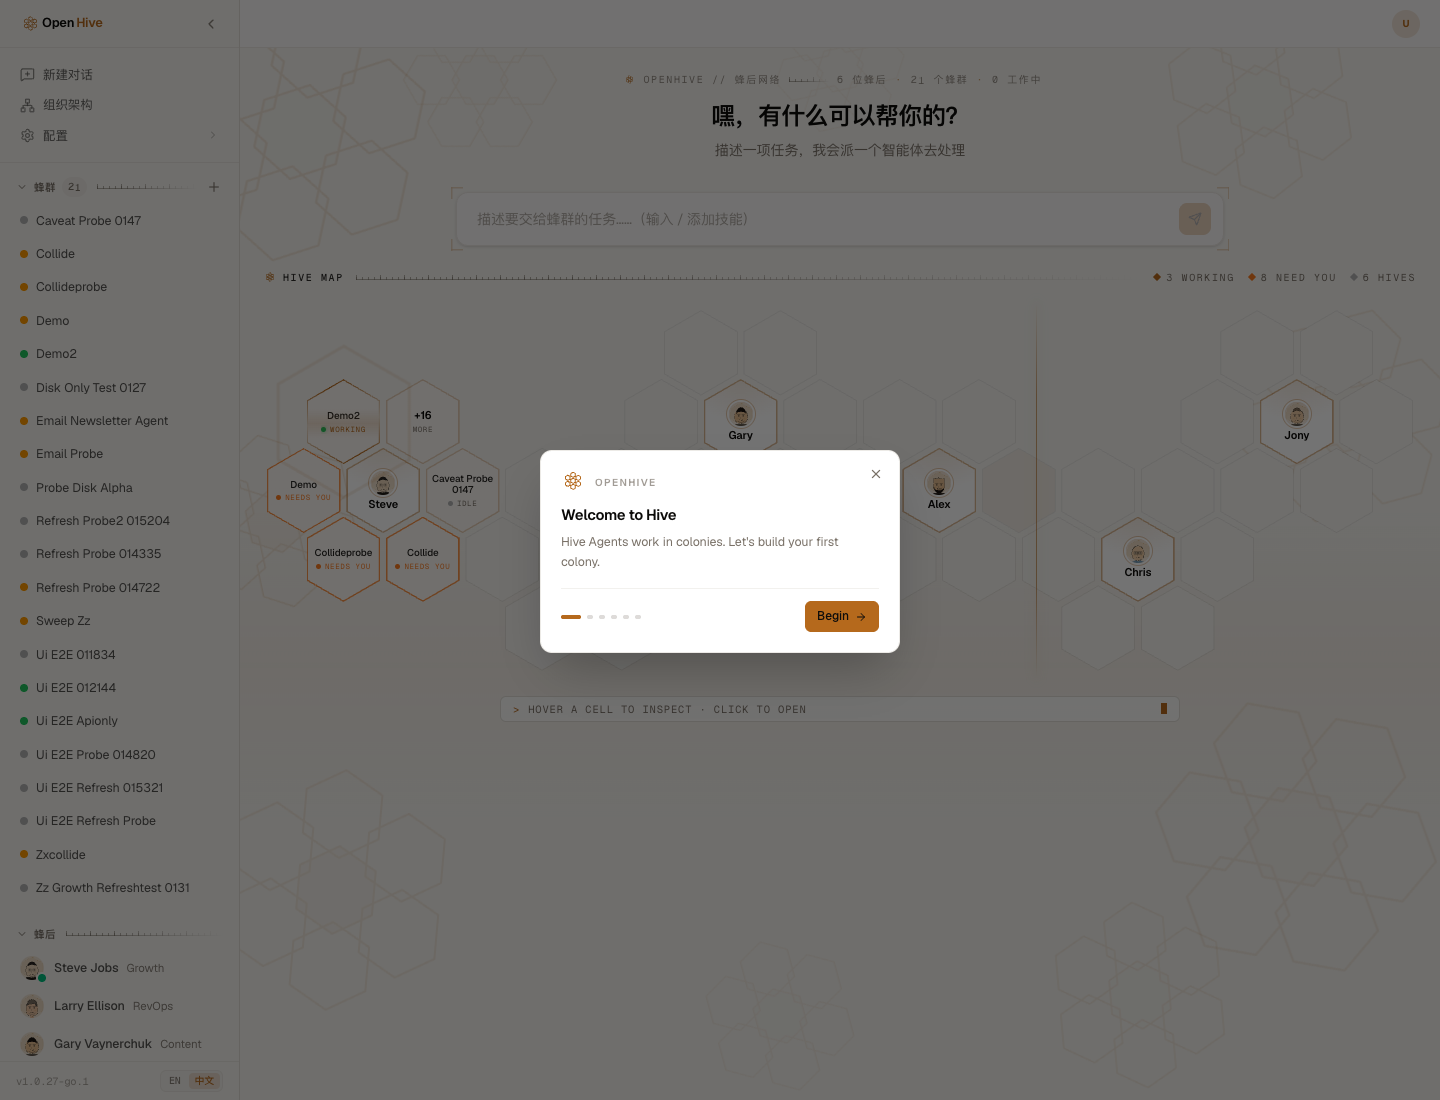 OpenHive
U
新建对话
组织架构
配置
蜂群 21
Caveat Probe 0147
Collide
Collideprobe
Demo
Demo2
Disk Only Test 0127
Email Newsletter Agent
Email Probe
Probe Disk Alpha
Refresh Probe2 015204
Refresh Probe 014335
Refresh Probe 014722
Sweep Zz
Ui E2E 011834
Ui E2E 012144
Ui E2E Apionly
Ui E2E Probe 014820
Ui E2E Refresh 015321
Ui E2E Refresh Probe
Zxcollide
Zz Growth Refreshtest 0131
蜂后
Steve Jobs Growth
Larry Ellison RevOps
Gary Vaynerchuk Content
v1.0.27-go.1
EN 中文
OPENHIVE // 蜂后网络 6 位蜂后 · 21 个蜂群 · 0 工作中
嘿，有什么可以帮你的？
描述一项任务，我会派一个智能体去处理
描述要交给蜂群的任务……（输入 / 添加技能）
HIVE MAP
3 WORKING 8 NEED YOU 6 HIVES
Demo2
WORKING
+16
MORE
Demo
NEEDS YOU
Steve
Caveat Probe
0147
IDLE
Collideprobe
NEEDS YOU
Collide
NEEDS YOU
Gary
Alex
Chris
Jony
OPENHIVE
Welcome to Hive
Hive Agents work in colonies. Let's build your first
colony.
Begin →
> HOVER A CELL TO INSPECT · CLICK TO OPEN